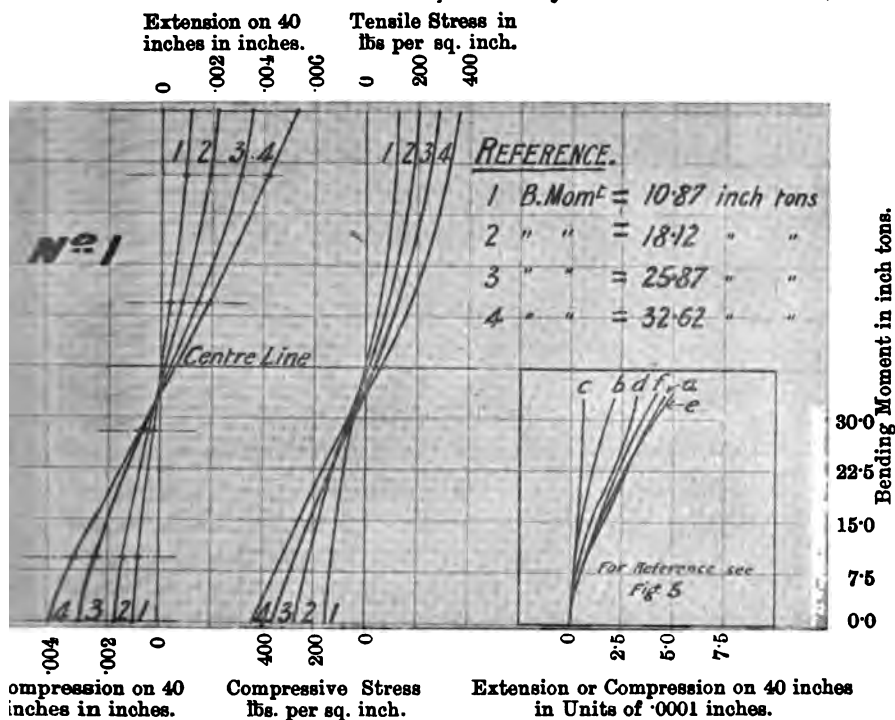 Extension on 40
inches in inches.
Tensile Stress in
lbs per sq. inch.
0 ·002 ·004 ·006
0 200 400
1 2 3 4
1 2 3 4
REFERENCE.
1 B.Momt = 10·87 inch tons
2 " " = 18·12 " "
3 " " = 25·87 " "
4 " " = 32·62 " "
No 1
Centre Line
c b d f a
e
For Reference see
Fig. 5
Bending Moment in inch tons.
30·0
22·5
15·0
7·5
0·0
4 3 2 1
4 3 2 1
·004 ·002 0
400 200 0
0 2·5 5·0 7·5
ompression on 40
inches in inches.
Compressive Stress
lbs. per sq. inch.
Extension or Compression on 40 inches
in Units of ·0001 inches.